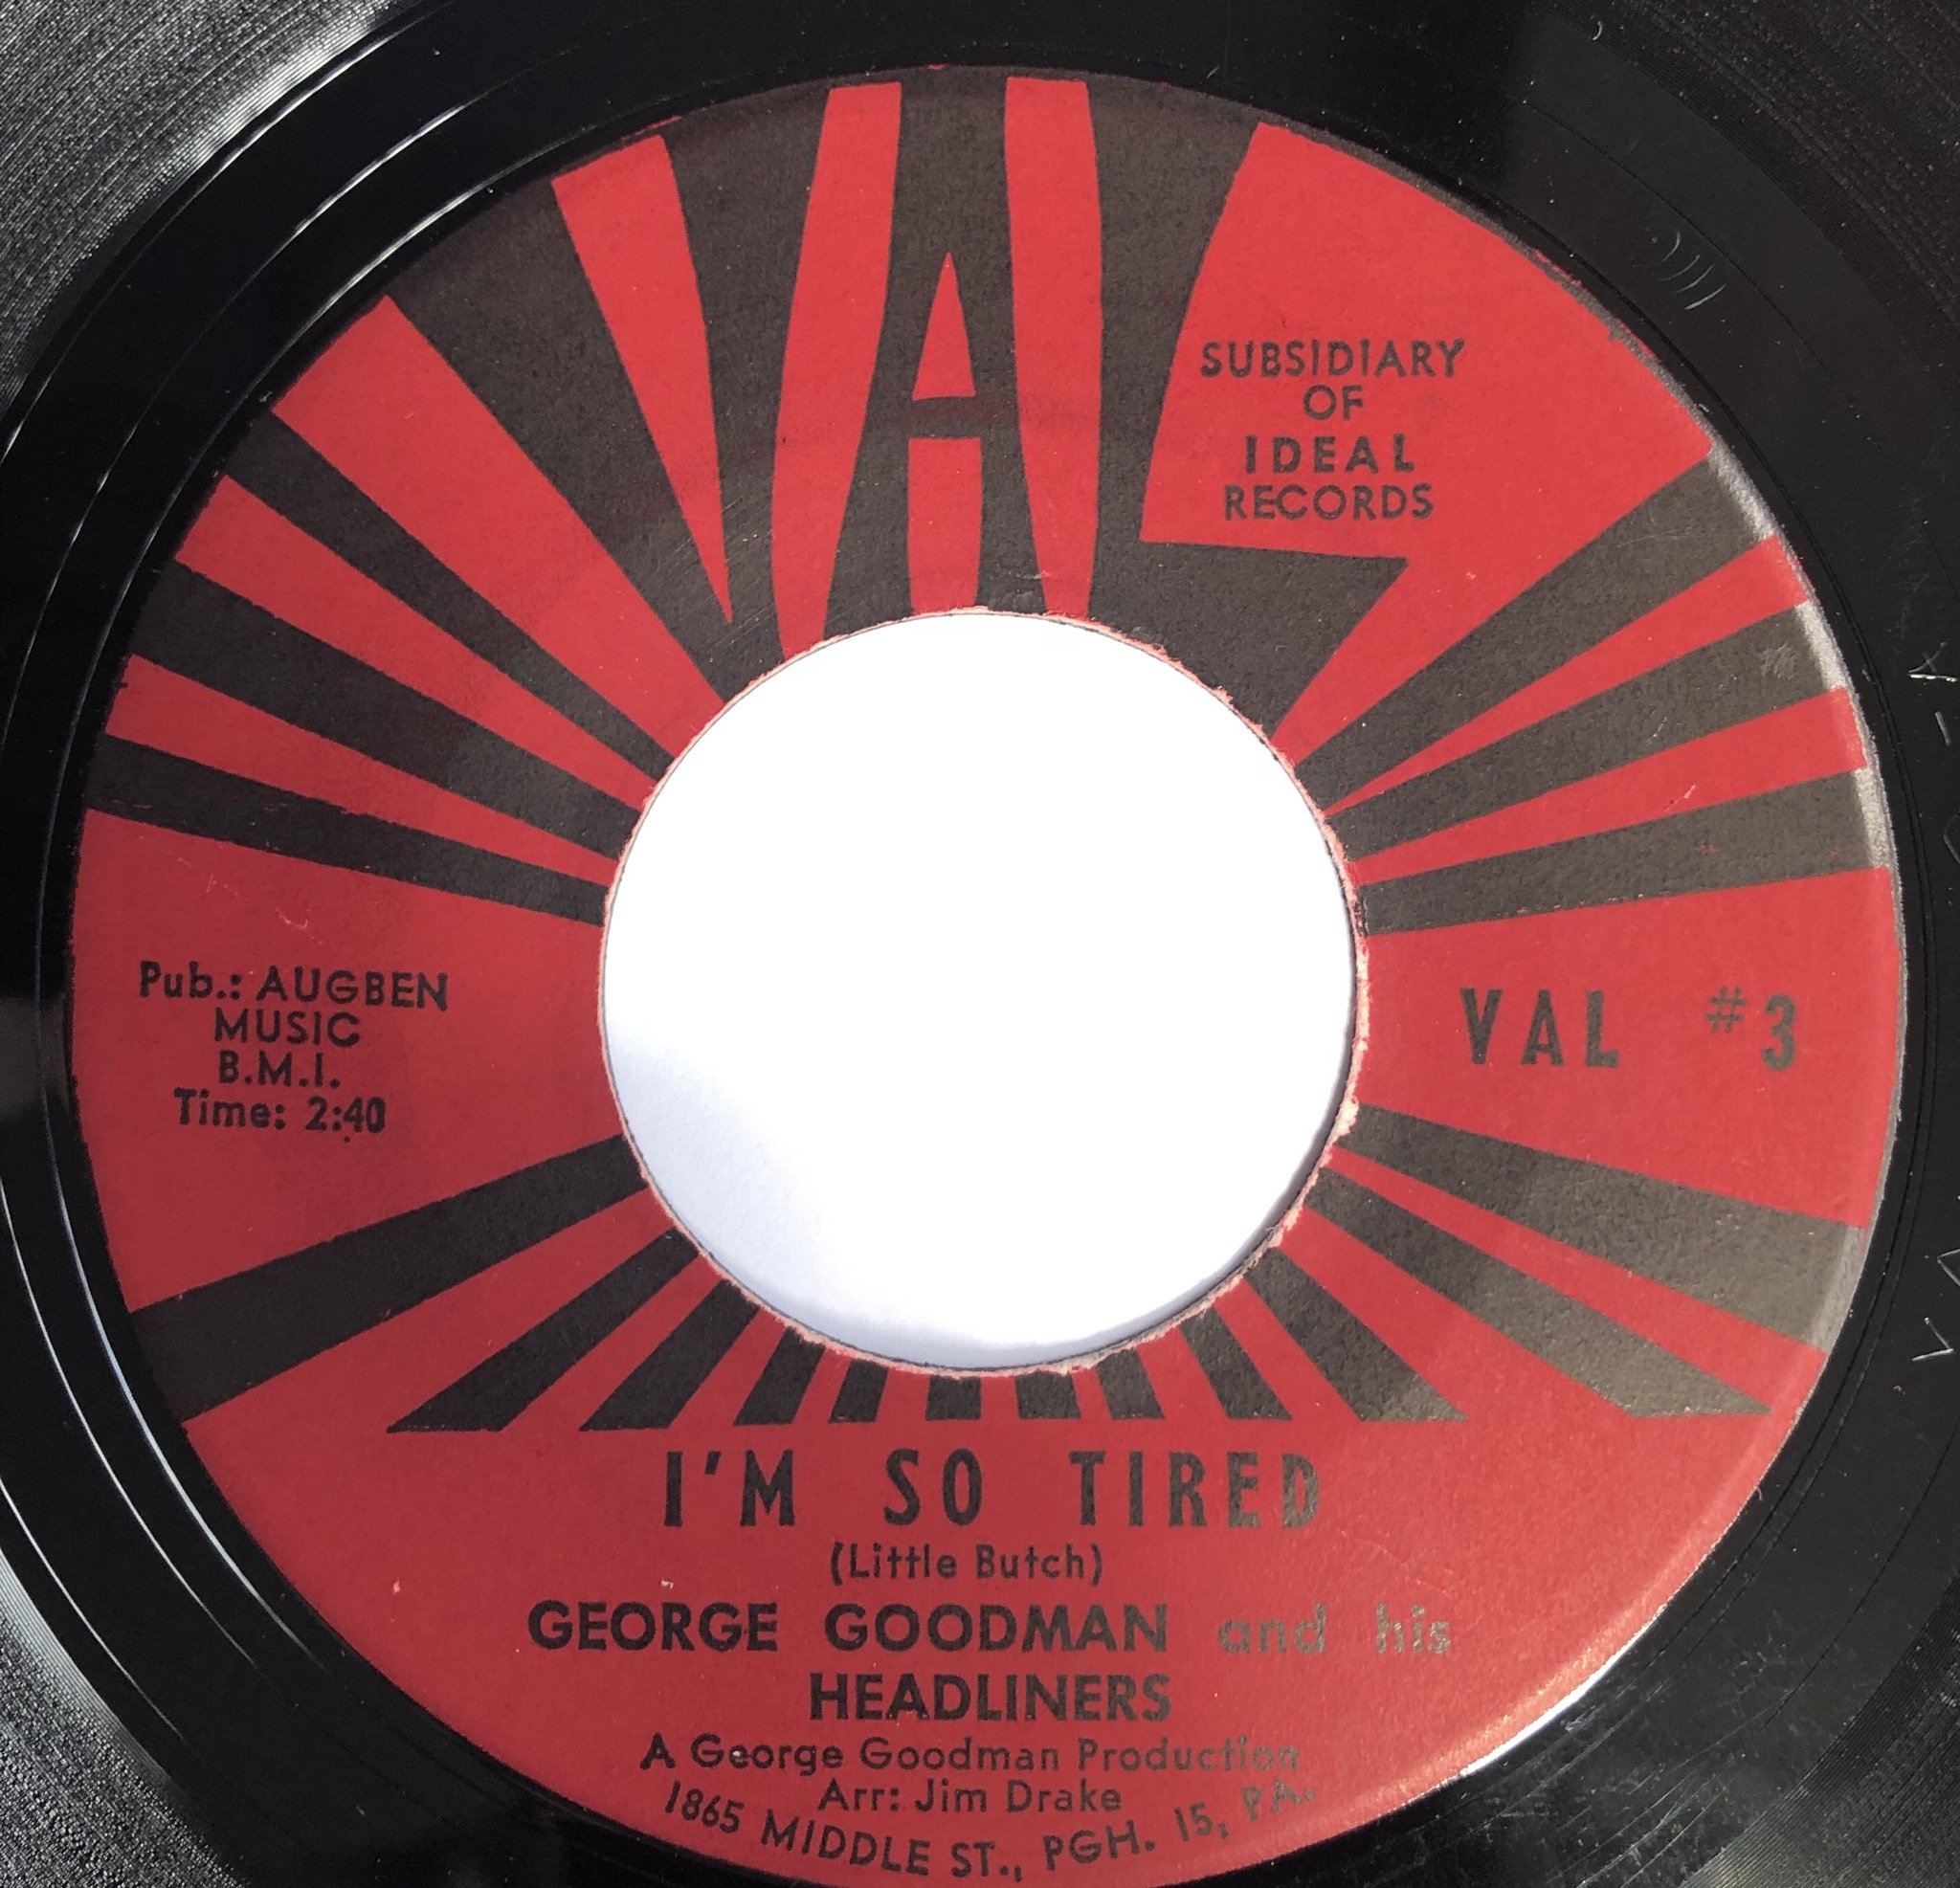 VAL
SUBSIDIARY
OF
IDEAL
RECORDS
Pub.: AUGBEN
MUSIC
B.M.I.
Time: 2:40
VAL #3
I'M SO TIRED
(Little Butch)
GEORGE GOODMAN and his
HEADLINERS
A George Goodman Production
Arr: Jim Drake
1865 MIDDLE ST., PGH. 15, PA.